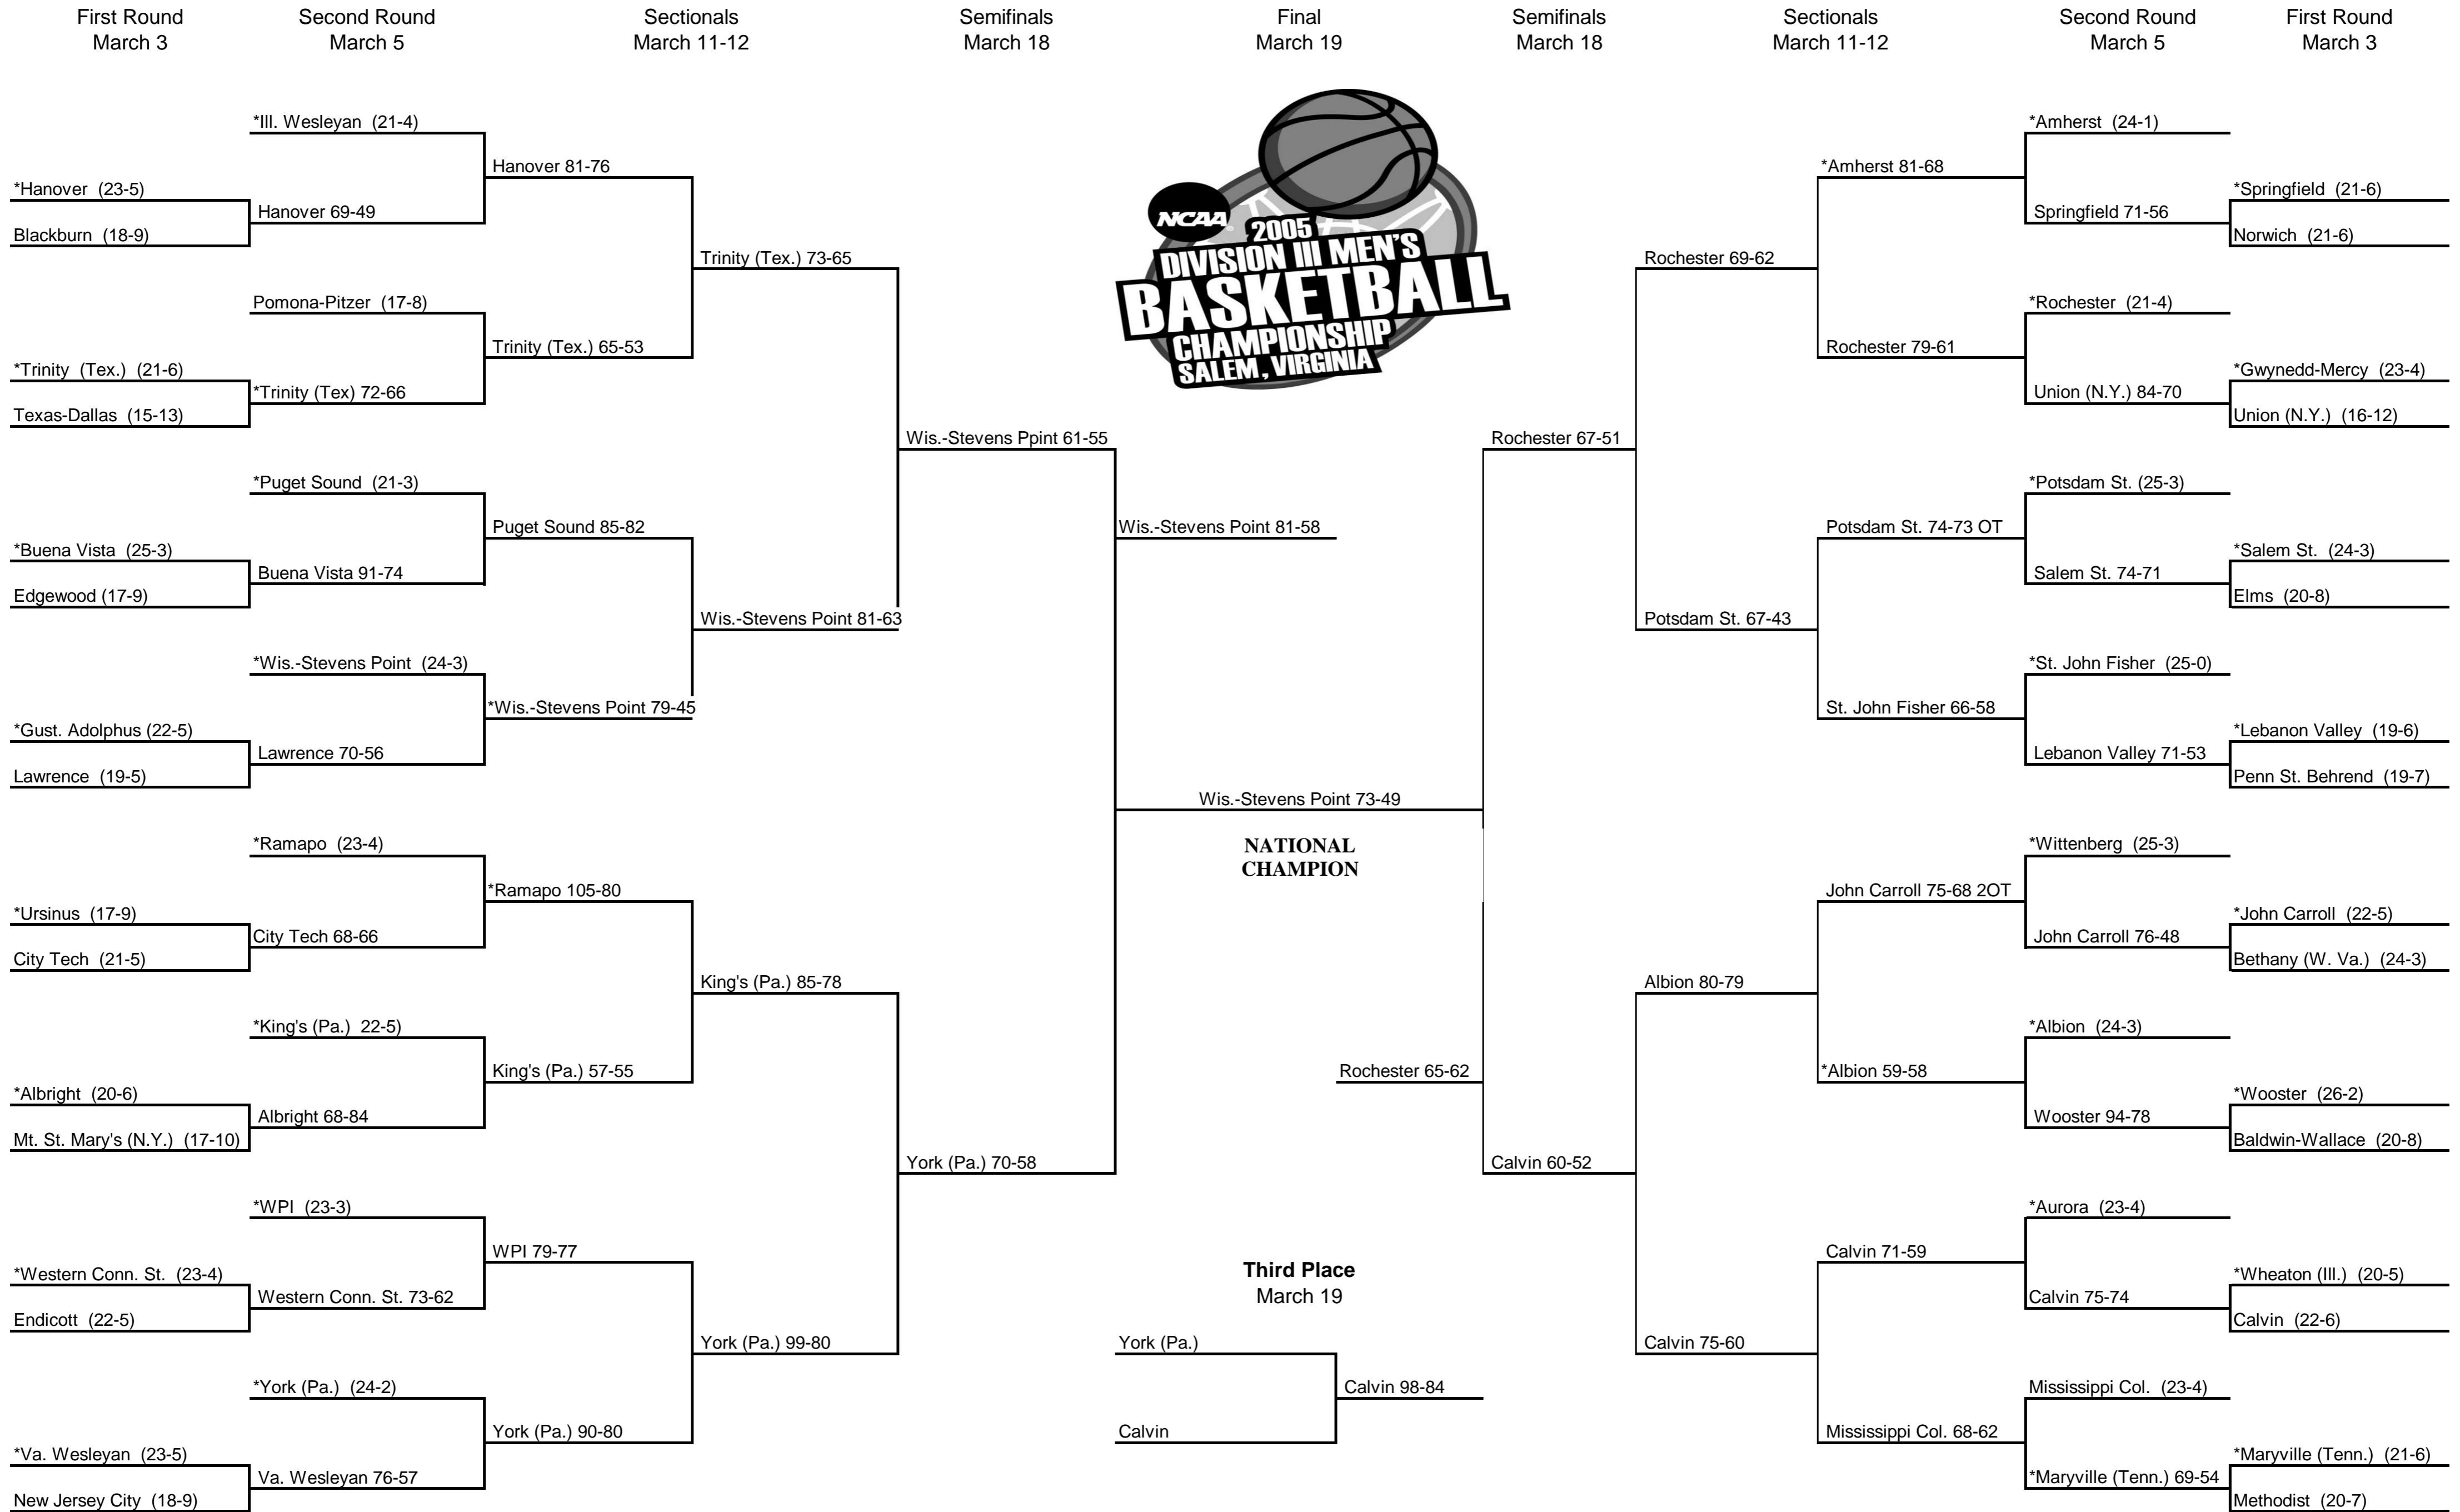 First Round
March 3
Second Round
March 5
Sectionals
March 11-12
Semifinals
March 18
Final
March 19
Semifinals
March 18
Sectionals
March 11-12
Second Round
March 5
First Round
March 3
*Hanover (23-5)
Blackburn (18-9)
*Trinity (Tex.) (21-6)
Texas-Dallas (15-13)
*Buena Vista (25-3)
Edgewood (17-9)
*Gust. Adolphus (22-5)
Lawrence (19-5)
*Ursinus (17-9)
City Tech (21-5)
*Albright (20-6)
Mt. St. Mary's (N.Y.) (17-10)
*Western Conn. St. (23-4)
Endicott (22-5)
*Va. Wesleyan (23-5)
New Jersey City (18-9)
*Ill. Wesleyan (21-4)
Hanover 69-49
Pomona-Pitzer (17-8)
*Trinity (Tex) 72-66
*Puget Sound (21-3)
Buena Vista 91-74
*Wis.-Stevens Point (24-3)
Lawrence 70-56
*Ramapo (23-4)
City Tech 68-66
*King's (Pa.) 22-5)
Albright 68-84
*WPI (23-3)
Western Conn. St. 73-62
*York (Pa.) (24-2)
Va. Wesleyan 76-57
Hanover 81-76
Trinity (Tex.) 65-53
Puget Sound 85-82
*Wis.-Stevens Point 79-45
*Ramapo 105-80
King's (Pa.) 57-55
WPI 79-77
York (Pa.) 90-80
Trinity (Tex.) 73-65
Wis.-Stevens Point 81-63
King's (Pa.) 85-78
York (Pa.) 99-80
Wis.-Stevens Ppint 61-55
York (Pa.) 70-58
NCAA
2005
DIVISION III MEN'S
BASKETBALL
CHAMPIONSHIP
SALEM, VIRGINIA
Wis.-Stevens Point 81-58
Wis.-Stevens Point 73-49
NATIONAL
CHAMPION
Rochester 65-62
Third Place
March 19
York (Pa.)
Calvin 98-84
Calvin
Rochester 67-51
Calvin 60-52
Rochester 69-62
Potsdam St. 67-43
Albion 80-79
Calvin 75-60
*Amherst 81-68
Rochester 79-61
Potsdam St. 74-73 OT
St. John Fisher 66-58
John Carroll 75-68 2OT
*Albion 59-58
Calvin 71-59
Mississippi Col. 68-62
*Amherst (24-1)
Springfield 71-56
*Rochester (21-4)
Union (N.Y.) 84-70
*Potsdam St. (25-3)
Salem St. 74-71
*St. John Fisher (25-0)
Lebanon Valley 71-53
*Wittenberg (25-3)
John Carroll 76-48
*Albion (24-3)
Wooster 94-78
*Aurora (23-4)
Calvin 75-74
Mississippi Col. (23-4)
*Maryville (Tenn.) 69-54
*Springfield (21-6)
Norwich (21-6)
*Gwynedd-Mercy (23-4)
Union (N.Y.) (16-12)
*Salem St. (24-3)
Elms (20-8)
*Lebanon Valley (19-6)
Penn St. Behrend (19-7)
*John Carroll (22-5)
Bethany (W. Va.) (24-3)
*Wooster (26-2)
Baldwin-Wallace (20-8)
*Wheaton (Ill.) (20-5)
Calvin (22-6)
*Maryville (Tenn.) (21-6)
Methodist (20-7)